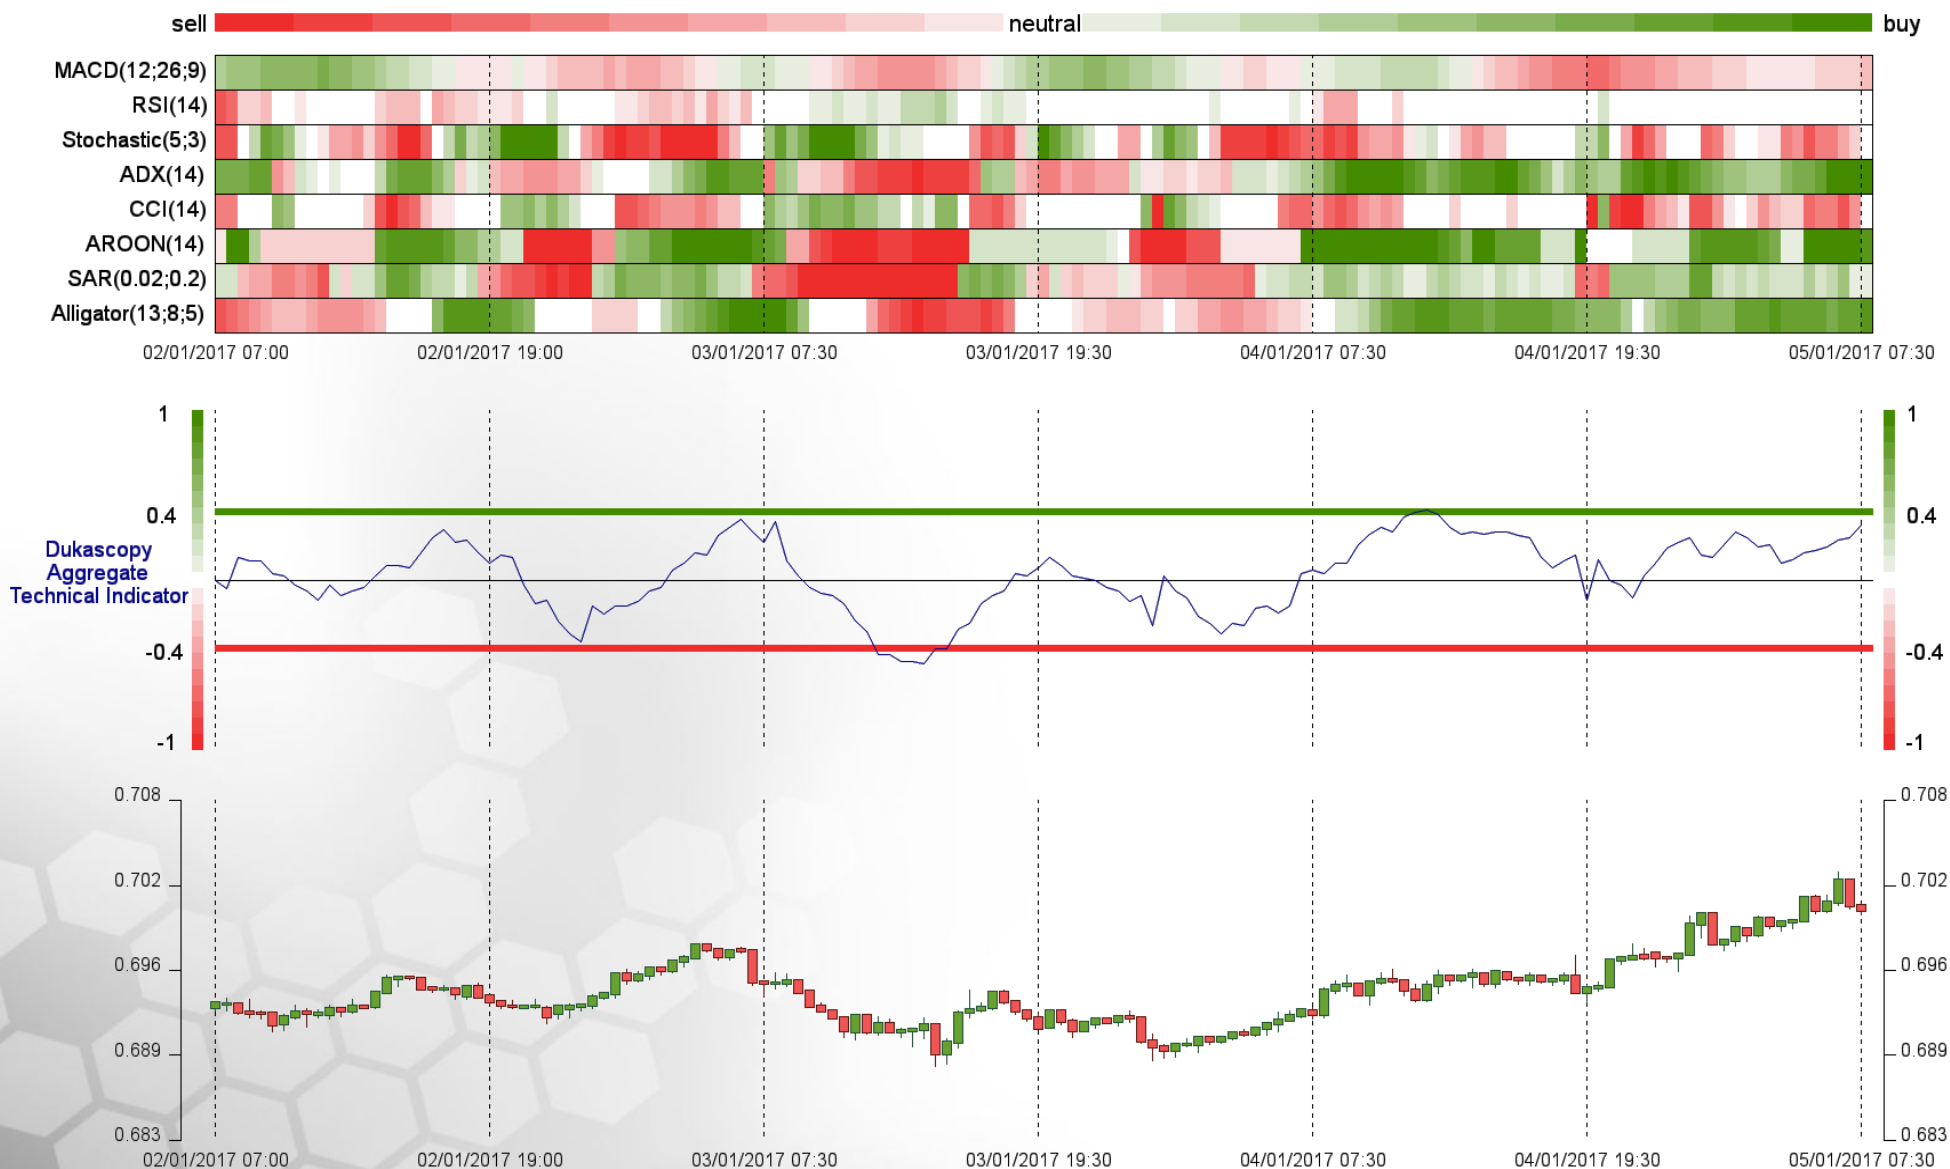 sell neutral buy
MACD(12;26;9)
RSI(14)
Stochastic(5;3)
ADX(14)
CCI(14)
AROON(14)
SAR(0.02;0.2)
Alligator(13;8;5)
02/01/2017 07:00 02/01/2017 19:00 03/01/2017 07:30 03/01/2017 19:30 04/01/2017 07:30 04/01/2017 19:30 05/01/2017 07:30
1 1
0.4 0.4
Dukascopy
Aggregate
Technical Indicator
-0.4 -0.4
-1 -1
0.708 0.708
0.702 0.702
0.696 0.696
0.689 0.689
0.683 0.683
02/01/2017 07:00 02/01/2017 19:00 03/01/2017 07:30 03/01/2017 19:30 04/01/2017 07:30 04/01/2017 19:30 05/01/2017 07:30